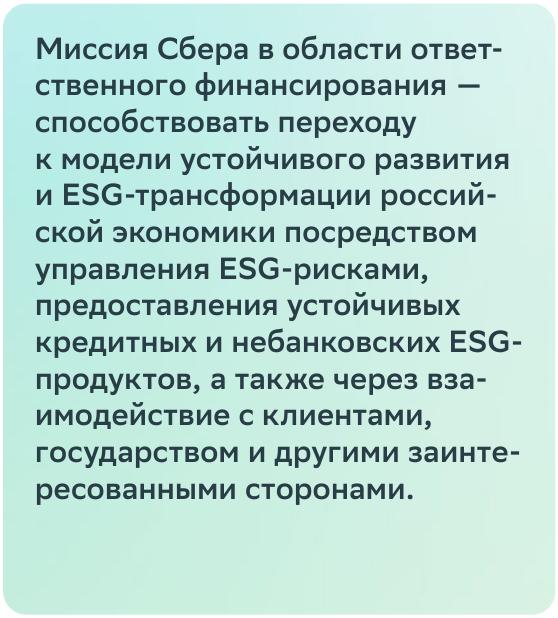 Миссия Сбера в области ответ-
ственного финансирования —
способствовать переходу
к модели устойчивого развития
и ESG-трансформации россий-
ской экономики посредством
управления ESG-рисками,
предоставления устойчивых
кредитных и небанковских ESG-
продуктов, а также через вза-
имодействие с клиентами,
государством и другими заинте-
ресованными сторонами.